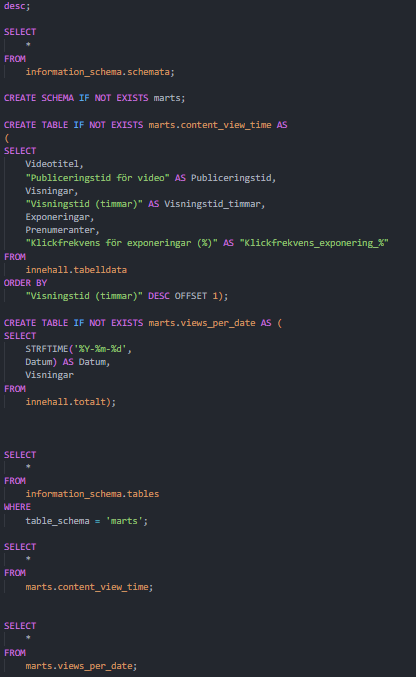 desc;
SELECT
*
FROM
information_schema.schemata;
CREATE SCHEMA IF NOT EXISTS marts;
CREATE TABLE IF NOT EXISTS marts.content_view_time AS
(
SELECT
Videotitel,
"Publiceringstid för video" AS Publiceringstid,
Visningar,
"Visningstid (timmar)" AS Visningstid_timmar,
Exponeringar,
Prenumeranter,
"Klickfrekvens för exponeringar (%)" AS "Klickfrekvens_exponering_%"
FROM
innehall.tabelldata
ORDER BY
"Visningstid (timmar)" DESC OFFSET 1);
CREATE TABLE IF NOT EXISTS marts.views_per_date AS (
SELECT
STRFTIME('%Y-%m-%d',
Datum) AS Datum,
Visningar
FROM
innehall.totalt);
SELECT
*
FROM
information_schema.tables
WHERE
table_schema = 'marts';
SELECT
*
FROM
marts.content_view_time;
SELECT
*
FROM
marts.views_per_date;